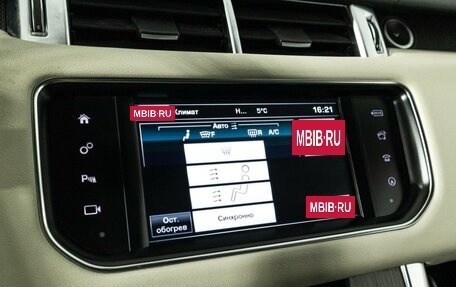 MBIB.RU Климат Н... 5°C 16:21
Авто
F R A/C
MBIB·RU
MBIB.RU
Ост. обогрев
Синхронно
P